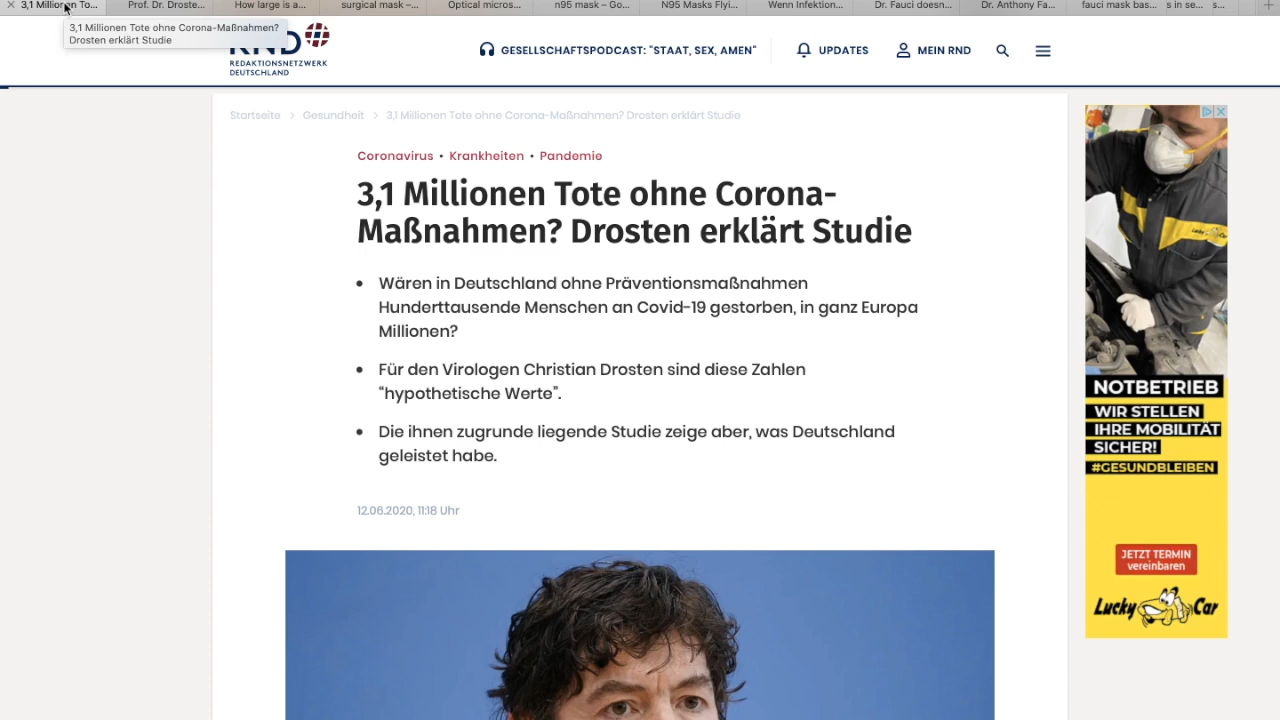 3,1 Millionen To...
Prof. Dr. Droste...
How large is a...
surgical mask –...
Optical micros...
n95 mask – Go...
N95 Masks Flyi...
Wenn Infektion...
Dr. Fauci doesn...
Dr. Anthony Fa...
fauci mask bas...
s in se...
s...
3,1 Millionen Tote ohne Corona-Maßnahmen?
Drosten erklärt Studie
RND
REDAKTIONSNETZWERK
DEUTSCHLAND
GESELLSCHAFTSPODCAST: "STAAT, SEX, AMEN"
UPDATES
MEIN RND
Startseite > Gesundheit > 3,1 Millionen Tote ohne Corona-Maßnahmen? Drosten erklärt Studie
Coronavirus • Krankheiten • Pandemie
3,1 Millionen Tote ohne Corona-
Maßnahmen? Drosten erklärt Studie
• Wären in Deutschland ohne Präventionsmaßnahmen
Hunderttausende Menschen an Covid-19 gestorben, in ganz Europa
Millionen?
• Für den Virologen Christian Drosten sind diese Zahlen
"hypothetische Werte".
• Die ihnen zugrunde liegende Studie zeige aber, was Deutschland
geleistet habe.
12.06.2020, 11:18 Uhr
Lucky Car
NOTBETRIEB
WIR STELLEN
IHRE MOBILITÄT
SICHER!
#GESUNDBLEIBEN
JETZT TERMIN
vereinbaren
Lucky Car